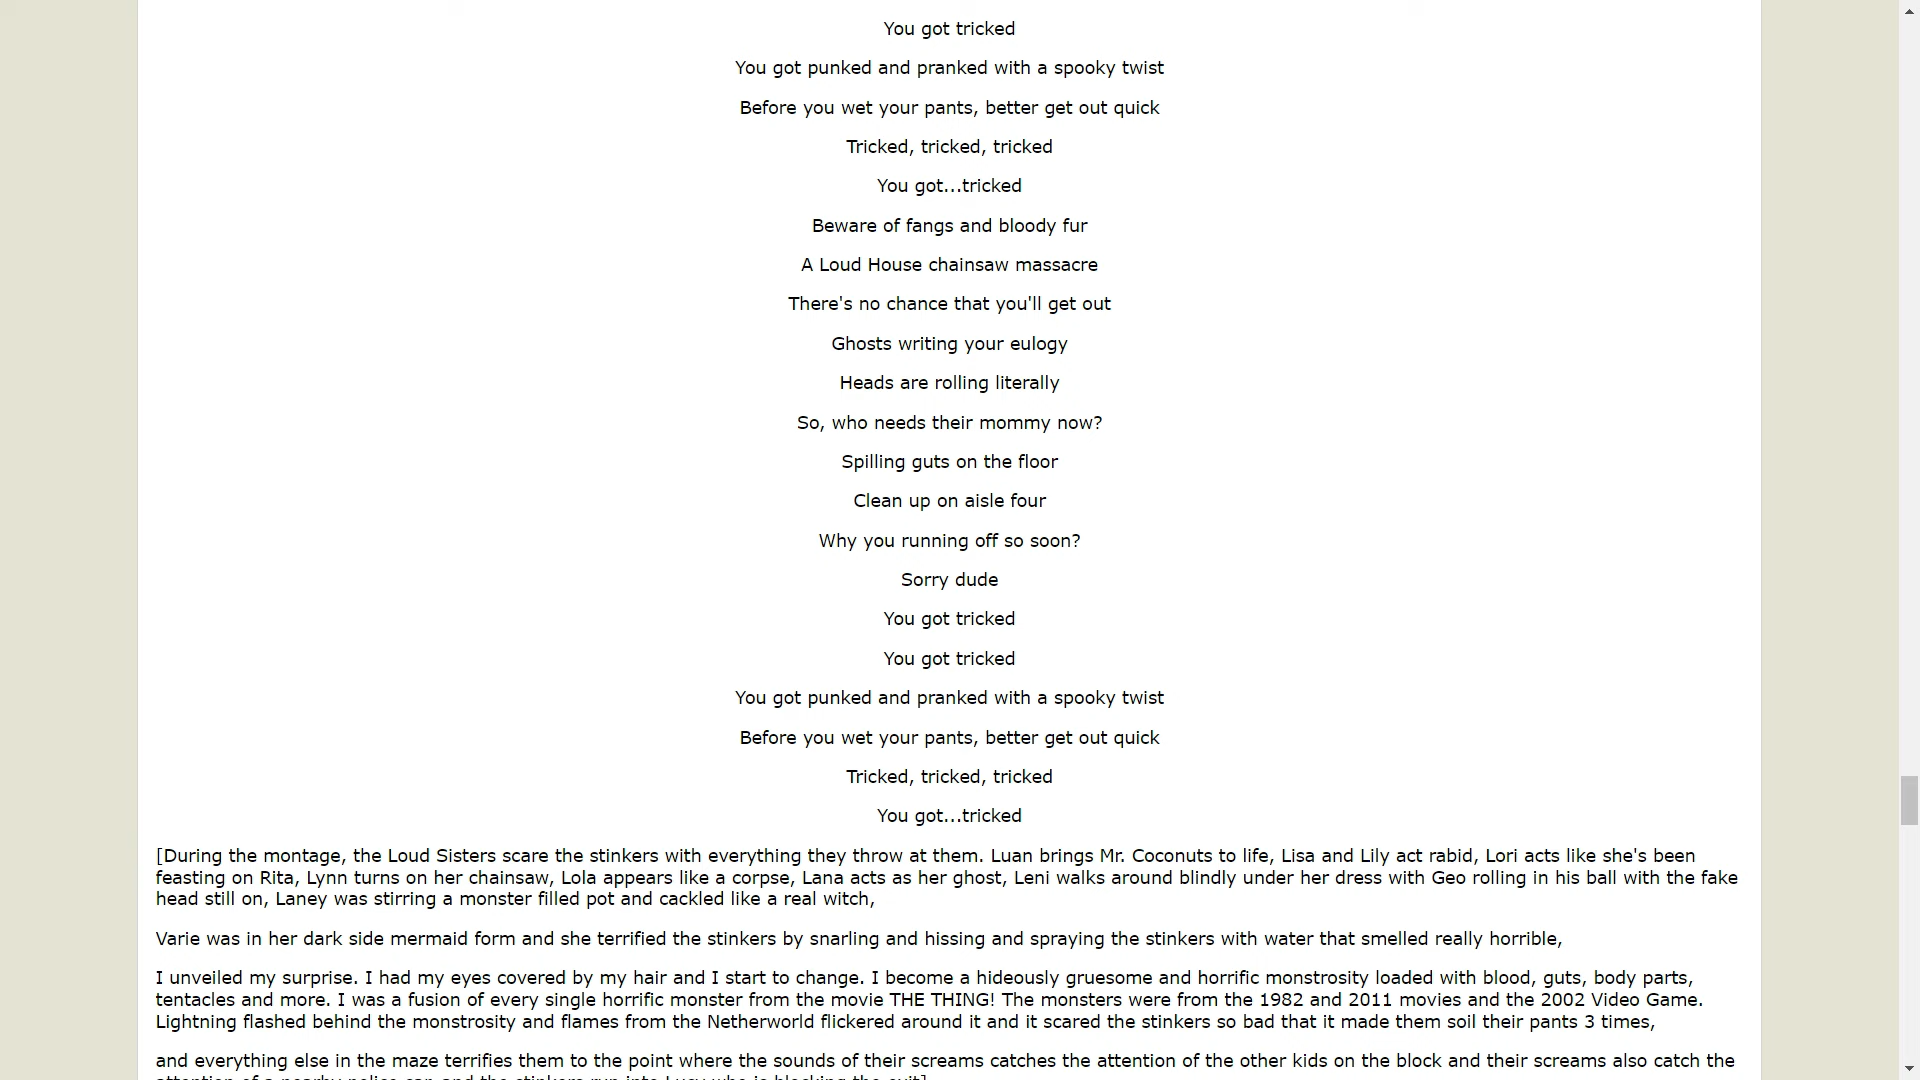 You got tricked
You got punked and pranked with a spooky twist
Before you wet your pants, better get out quick
Tricked, tricked, tricked
You got...tricked
Beware of fangs and bloody fur
A Loud House chainsaw massacre
There's no chance that you'll get out
Ghosts writing your eulogy
Heads are rolling literally
So, who needs their mommy now?
Spilling guts on the floor
Clean up on aisle four
Why you running off so soon?
Sorry dude
You got tricked
You got tricked
You got punked and pranked with a spooky twist
Before you wet your pants, better get out quick
Tricked, tricked, tricked
You got...tricked
[During the montage, the Loud Sisters scare the stinkers with everything they throw at them. Luan brings Mr. Coconuts to life, Lisa and Lily act rabid, Lori acts like she's been
feasting on Rita, Lynn turns on her chainsaw, Lola appears like a corpse, Lana acts as her ghost, Leni walks around blindly under her dress with Geo rolling in his ball with the fake
head still on, Laney was stirring a monster filled pot and cackled like a real witch,
Varie was in her dark side mermaid form and she terrified the stinkers by snarling and hissing and spraying the stinkers with water that smelled really horrible,
I unveiled my surprise. I had my eyes covered by my hair and I start to change. I become a hideously gruesome and horrific monstrosity loaded with blood, guts, body parts,
tentacles and more. I was a fusion of every single horrific monster from the movie THE THING! The monsters were from the 1982 and 2011 movies and the 2002 Video Game.
Lightning flashed behind the monstrosity and flames from the Netherworld flickered around it and it scared the stinkers so bad that it made them soil their pants 3 times,
and everything else in the maze terrifies them to the point where the sounds of their screams catches the attention of the other kids on the block and their screams also catch the
attention of a nearby police car, and the stinkers run into Lucy who is blocking the exit]